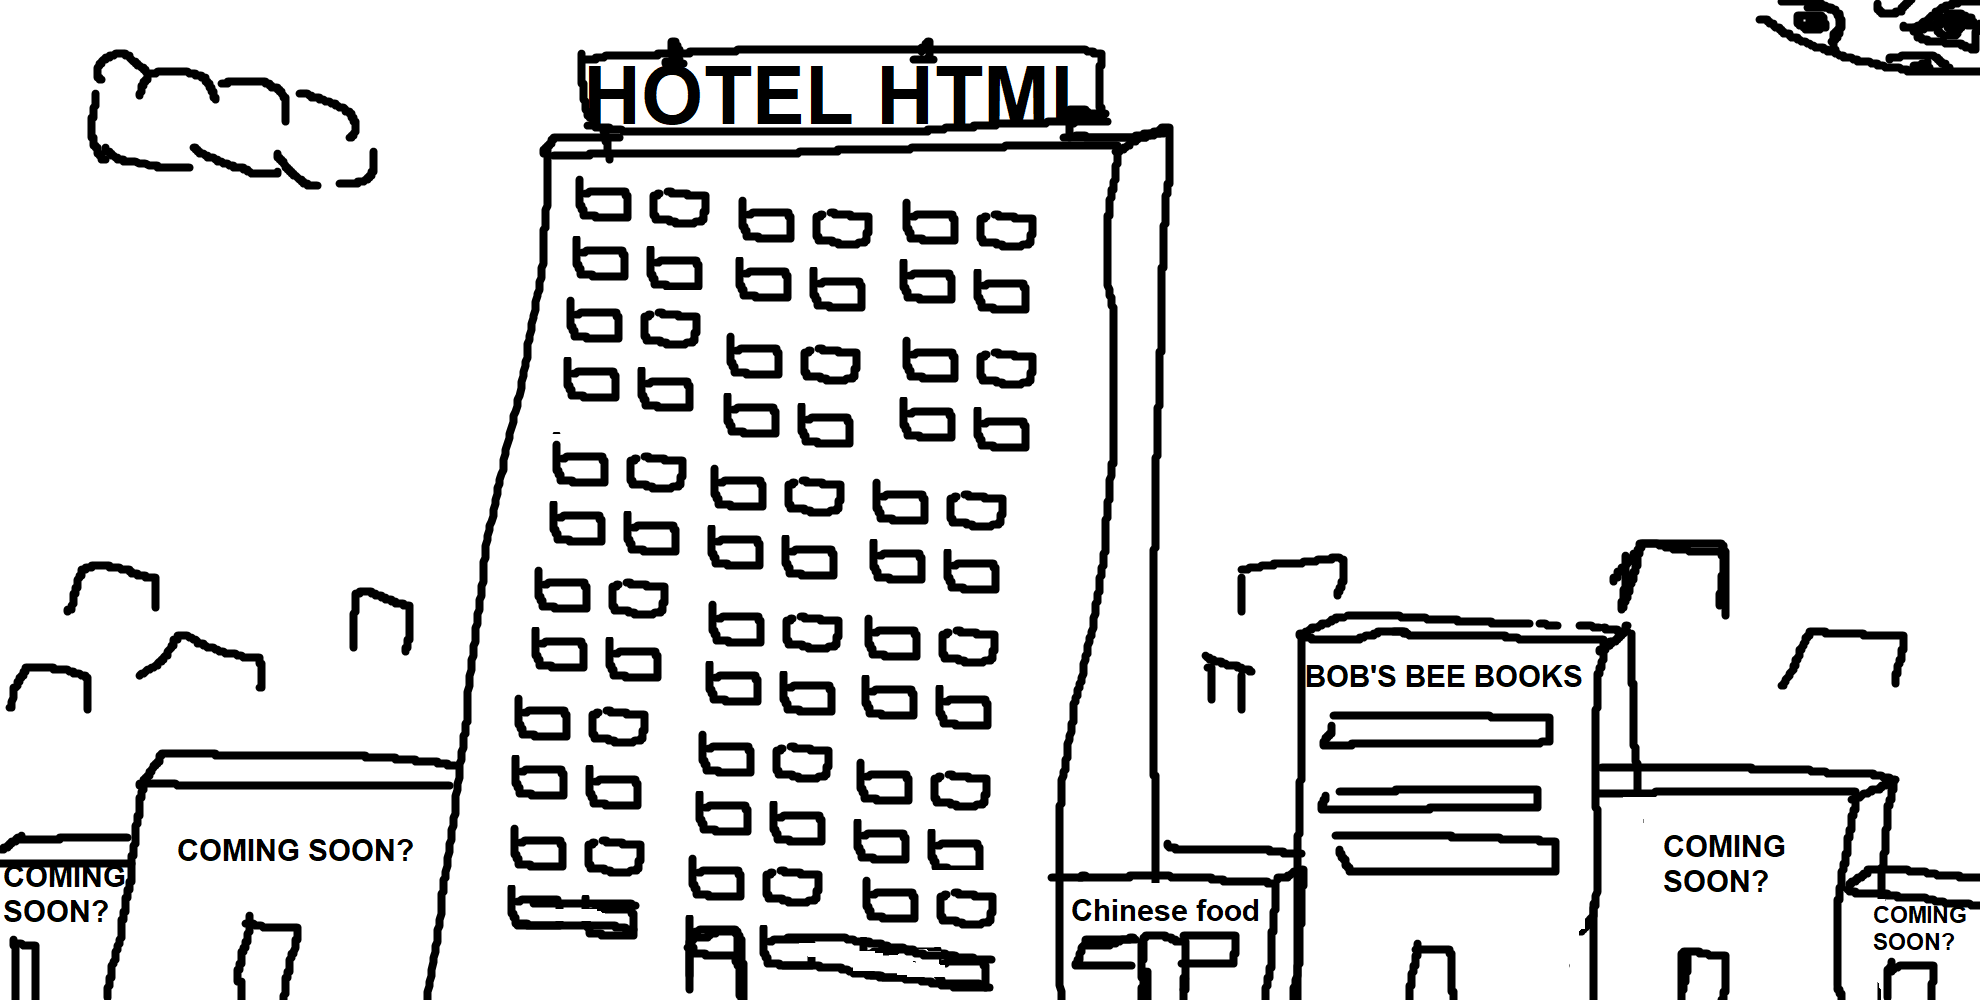 HOTEL HTML
BOB'S BEE BOOKS
COMING SOON?
COMING
SOON?
Chinese food
COMING
SOON?
COMING
SOON?